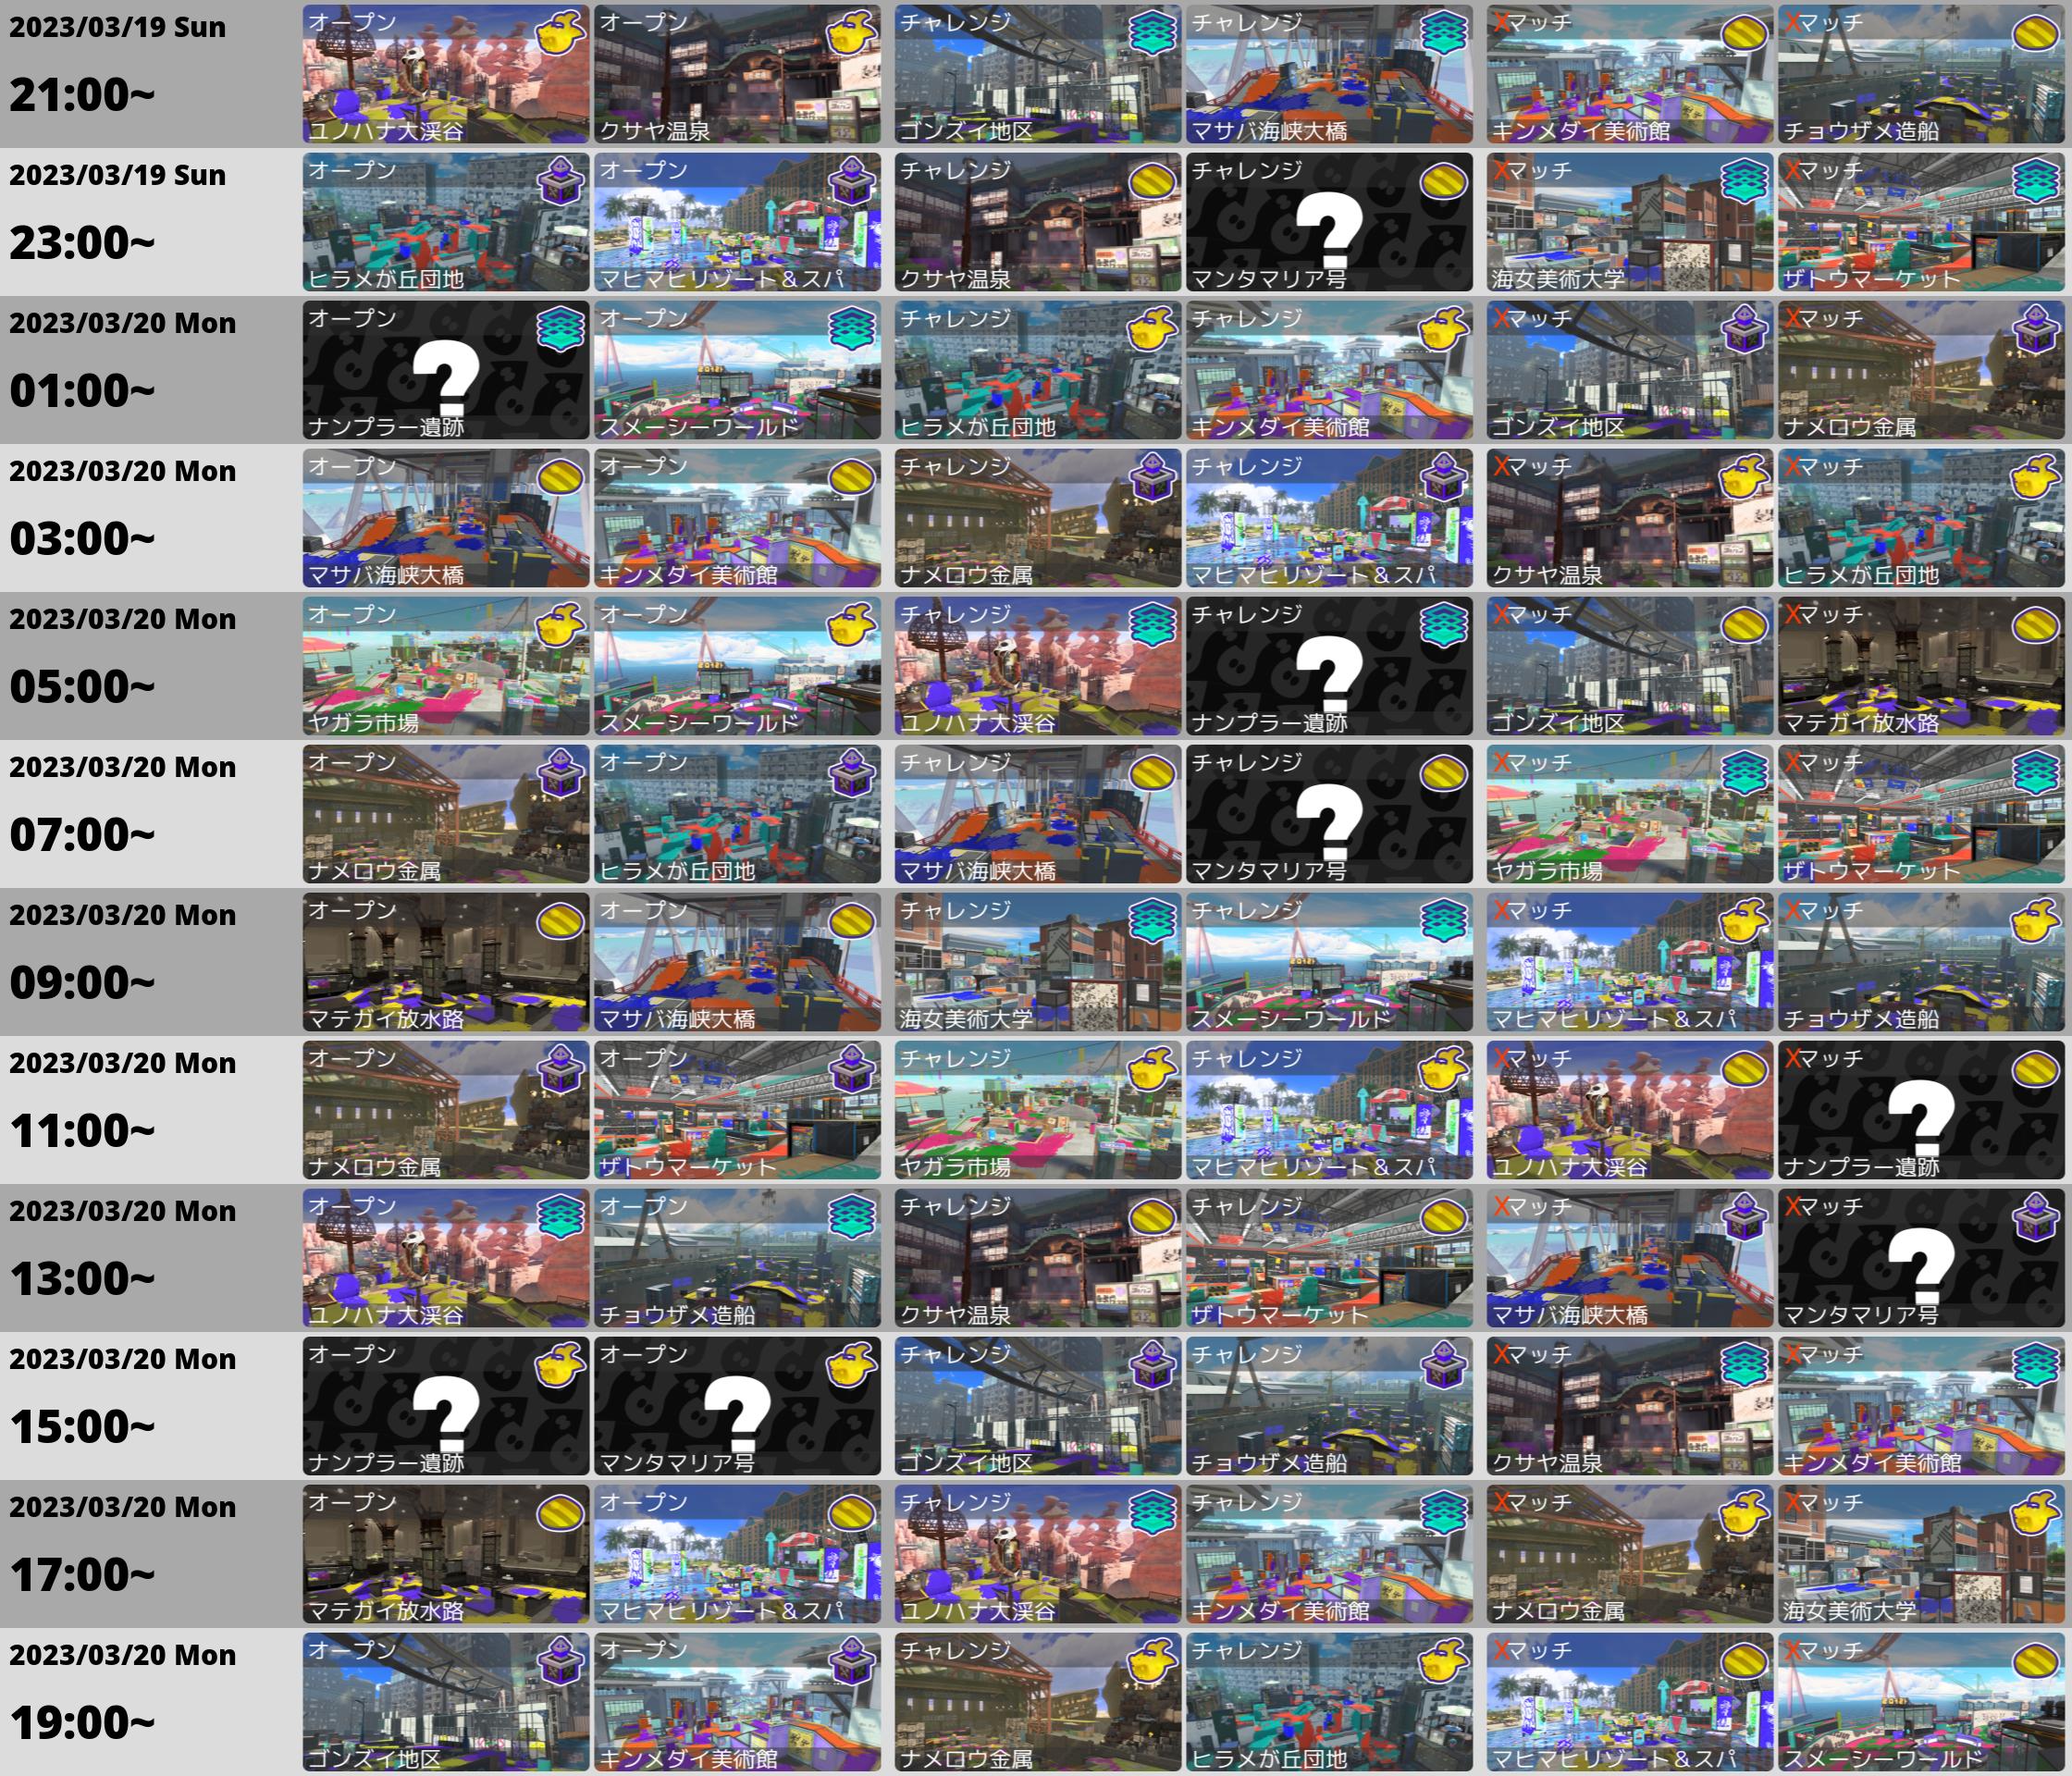 2023/03/19 Sun
21:00~
オープン オープン チャレンジ チャレンジ Xマッチ Xマッチ
ユノハナ大渓谷 クサヤ温泉 ゴンズイ地区 マサバ海峡大橋 キンメダイ美術館 チョウザメ造船
2023/03/19 Sun
23:00~
オープン オープン チャレンジ チャレンジ Xマッチ Xマッチ
ヒラメが丘団地 マヒマヒリゾート&スパ クサヤ温泉 マンタマリア号 海女美術大学 ザトウマーケット
2023/03/20 Mon
01:00~
オープン オープン チャレンジ チャレンジ Xマッチ Xマッチ
ナンプラー遺跡 スメーシーワールド ヒラメが丘団地 キンメダイ美術館 ゴンズイ地区 ナメロウ金属
2023/03/20 Mon
03:00~
オープン オープン チャレンジ チャレンジ Xマッチ Xマッチ
マサバ海峡大橋 キンメダイ美術館 ナメロウ金属 マヒマヒリゾート&スパ クサヤ温泉 ヒラメが丘団地
2023/03/20 Mon
05:00~
オープン オープン チャレンジ チャレンジ Xマッチ Xマッチ
ヤガラ市場 スメーシーワールド ユノハナ大渓谷 ナンプラー遺跡 ゴンズイ地区 マテガイ放水路
2023/03/20 Mon
07:00~
オープン オープン チャレンジ チャレンジ Xマッチ Xマッチ
ナメロウ金属 ヒラメが丘団地 マサバ海峡大橋 マンタマリア号 ヤガラ市場 ザトウマーケット
2023/03/20 Mon
09:00~
オープン オープン チャレンジ チャレンジ Xマッチ Xマッチ
マテガイ放水路 マサバ海峡大橋 海女美術大学 スメーシーワールド マヒマヒリゾート&スパ チョウザメ造船
2023/03/20 Mon
11:00~
オープン オープン チャレンジ チャレンジ Xマッチ Xマッチ
ナメロウ金属 ザトウマーケット ヤガラ市場 マヒマヒリゾート&スパ ユノハナ大渓谷 ナンプラー遺跡
2023/03/20 Mon
13:00~
オープン オープン チャレンジ チャレンジ Xマッチ Xマッチ
ユノハナ大渓谷 チョウザメ造船 クサヤ温泉 ザトウマーケット マサバ海峡大橋 マンタマリア号
2023/03/20 Mon
15:00~
オープン オープン チャレンジ チャレンジ Xマッチ Xマッチ
ナンプラー遺跡 マンタマリア号 ゴンズイ地区 チョウザメ造船 クサヤ温泉 キンメダイ美術館
2023/03/20 Mon
17:00~
オープン オープン チャレンジ チャレンジ Xマッチ Xマッチ
マテガイ放水路 マヒマヒリゾート&スパ ユノハナ大渓谷 キンメダイ美術館 ナメロウ金属 海女美術大学
2023/03/20 Mon
19:00~
オープン オープン チャレンジ チャレンジ Xマッチ Xマッチ
ゴンズイ地区 キンメダイ美術館 ナメロウ金属 ヒラメが丘団地 マヒマヒリゾート&スパ スメーシーワールド